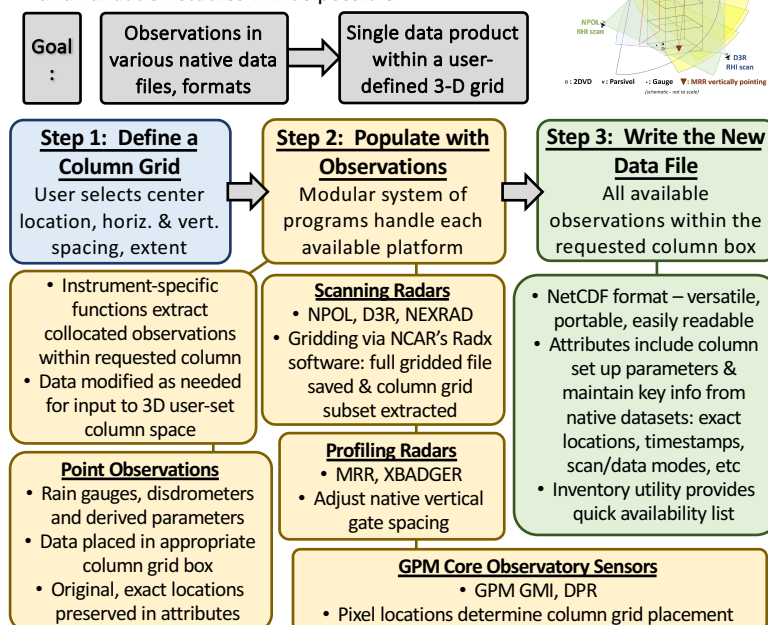 Goal
:
Observations in
various native data
files, formats
Single data product
within a user-
defined 3-D grid
NPOL
RHI scan
D3R
RHI scan
: 2DVD : Parsivel : Gauge : MRR vertically pointing
(schematic - not to scale)
Step 1: Define a
Column Grid
User selects center
location, horiz. & vert.
spacing, extent
Step 2: Populate with
Observations
Modular system of
programs handle each
available platform
Step 3: Write the New
Data File
All available
observations within the
requested column box
• Instrument-specific
functions extract
collocated observations
within requested column
• Data modified as needed
for input to 3D user-set
column space
Point Observations
• Rain gauges, disdrometers
and derived parameters
• Data placed in appropriate
column grid box
• Original, exact locations
preserved in attributes
Scanning Radars
• NPOL, D3R, NEXRAD
• Gridding via NCAR's Radx
software: full gridded file
saved & column grid
subset extracted
Profiling Radars
• MRR, XBADGER
• Adjust native vertical
gate spacing
GPM Core Observatory Sensors
• GPM GMI, DPR
• Pixel locations determine column grid placement
• NetCDF format – versatile,
portable, easily readable
• Attributes include column
set up parameters &
maintain key info from
native datasets: exact
locations, timestamps,
scan/data modes, etc
• Inventory utility provides
quick availability list